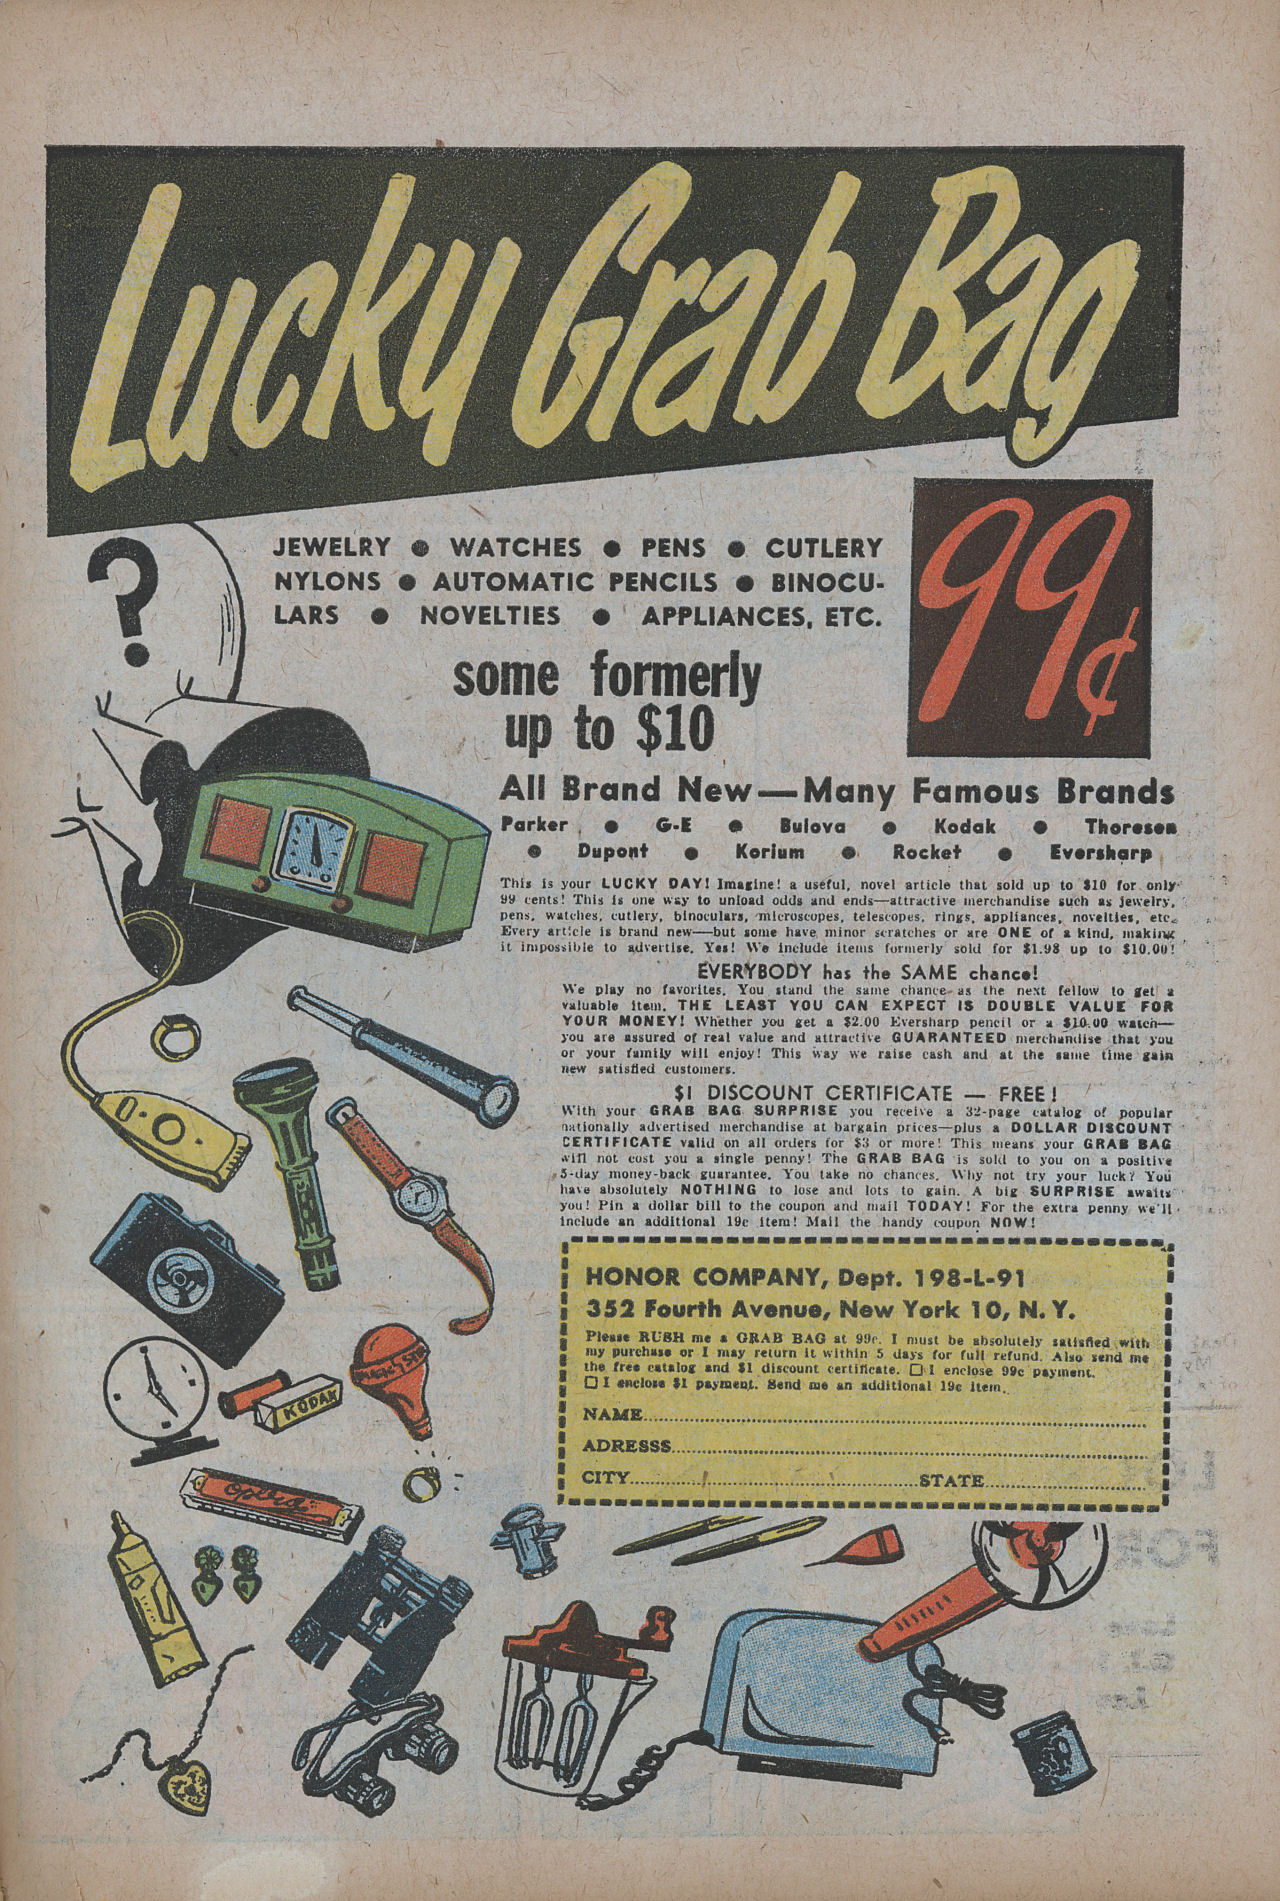 Lucky Grab Bag
99¢
?
JEWELRY ● WATCHES ● PENS ● CUTLERY
NYLONS ● AUTOMATIC PENCILS ● BINOCU-
LARS ● NOVELTIES ● APPLIANCES, ETC.
some formerly
up to $10
All Brand New—Many Famous Brands
Parker ● G-E ● Bulova ● Kodak ● Thoresen
● Dupont ● Korium ● Rocket ● Eversharp
This is your LUCKY DAY! Imagine! a useful, novel article that sold up to $10 for only
99 cents! This is one way to unload odds and ends—attractive merchandise such as jewelry,
pens, watches, cutlery, binoculars, microscopes, telescopes, rings, appliances, novelties, etc.
Every article is brand new—but some have minor scratches or are ONE of a kind, making
it impossible to advertise. Yes! We include items formerly sold for $1.98 up to $10.00!
EVERYBODY has the SAME chance!
We play no favorites. You stand the same chance as the next fellow to get a
valuable item. THE LEAST YOU CAN EXPECT IS DOUBLE VALUE FOR
YOUR MONEY! Whether you get a $2.00 Eversharp pencil or a $10.00 watch—
you are assured of real value and attractive GUARANTEED merchandise that you
or your family will enjoy! This way we raise cash and at the same time gain
new satisfied customers.
$1 DISCOUNT CERTIFICATE — FREE!
With your GRAB BAG SURPRISE you receive a 32-page catalog of popular
nationally advertised merchandise at bargain prices—plus a DOLLAR DISCOUNT
CERTIFICATE valid on all orders for $3 or more! This means your GRAB BAG
will not cost you a single penny! The GRAB BAG is sold to you on a positive
5-day money-back guarantee. You take no chances. Why not try your luck? You
have absolutely NOTHING to lose and lots to gain. A big SURPRISE awaits
you! Pin a dollar bill to the coupon and mail TODAY! For the extra penny we'll
include an additional 19c item! Mail the handy coupon NOW!
HONOR COMPANY, Dept. 198-L-91
352 Fourth Avenue, New York 10, N. Y.
Please RUSH me a GRAB BAG at 99c. I must be absolutely satisfied with
my purchase or I may return it within 5 days for full refund. Also send me
the free catalog and $1 discount certificate. ☐ I enclose 99c payment.
☐ I enclose $1 payment. Send me an additional 19c item.
NAME
ADRESSS
CITY STATE
KODAK